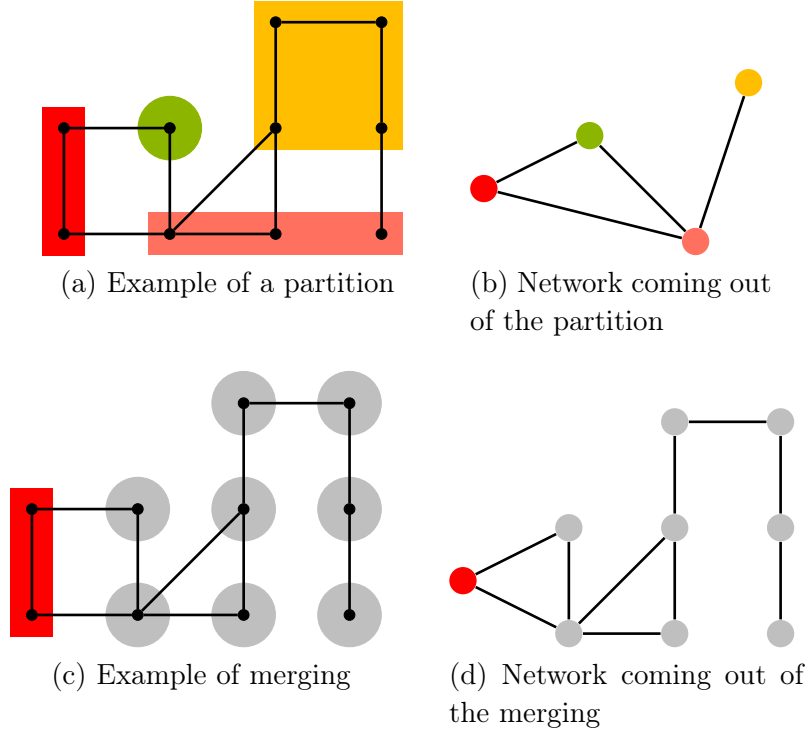 (a) Example of a partition
(b) Network coming out
of the partition
(c) Example of merging
(d) Network coming out of
the merging